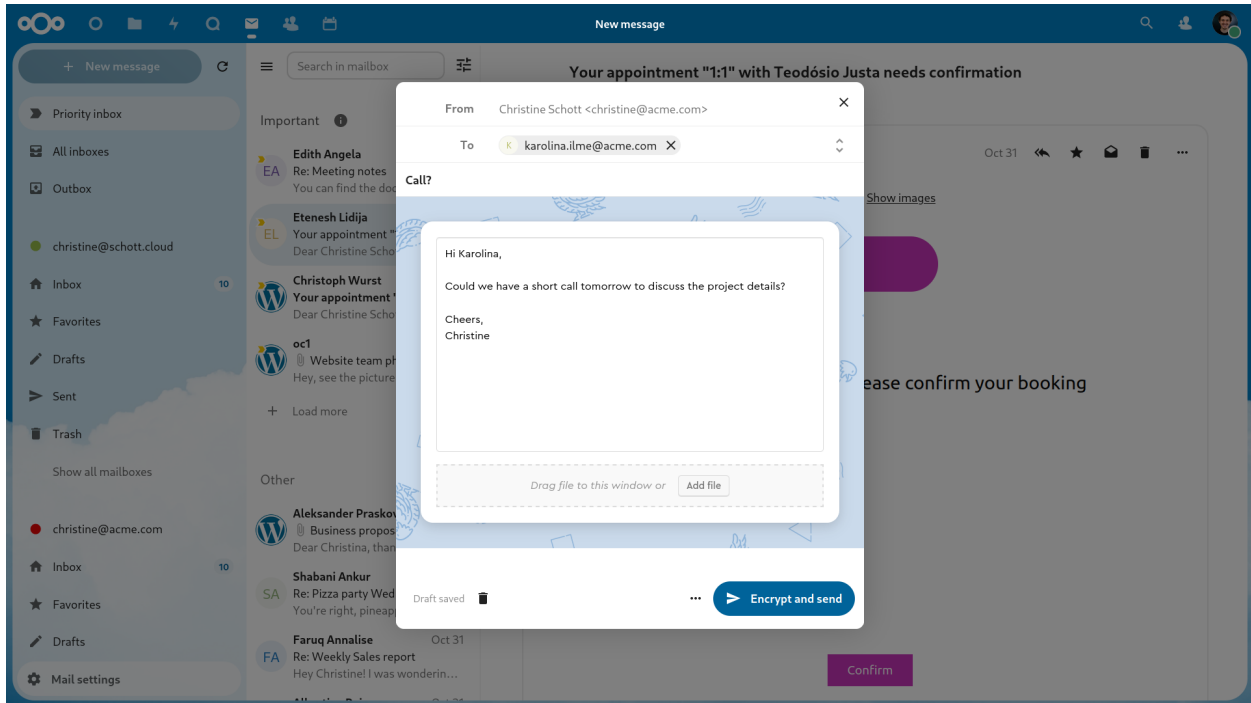 New message
+ New message
Search in mailbox
Your appointment "1:1" with Teodósio Justa needs confirmation
Priority inbox
All inboxes
Outbox
christine@schott.cloud
Inbox 10
Favorites
Drafts
Sent
Trash
Show all mailboxes
christine@acme.com
Inbox 10
Favorites
Drafts
Mail settings
Important
EA
Edith Angela
Re: Meeting notes
You can find the doc
EL
Etenesh Lidija
Your appointment "
Dear Christine Scho
Christoph Wurst
Your appointment "
Dear Christine Scho
oc1
Website team ph
Hey, see the picture
+ Load more
Other
Aleksander Praskov
Business propos
Dear Christina, than
SA
Shabani Ankur
Re: Pizza party Wed
You're right, pineap
FA
Faruq Annalise Oct 31
Re: Weekly Sales report
Hey Christine! I was wonderin…
From Christine Schott <christine@acme.com>
To K karolina.ilme@acme.com
Call?
Hi Karolina,
Could we have a short call tomorrow to discuss the project details?
Cheers,
Christine
Drag file to this window or Add file
Draft saved
Encrypt and send
Oct 31
Show images
ease confirm your booking
Confirm